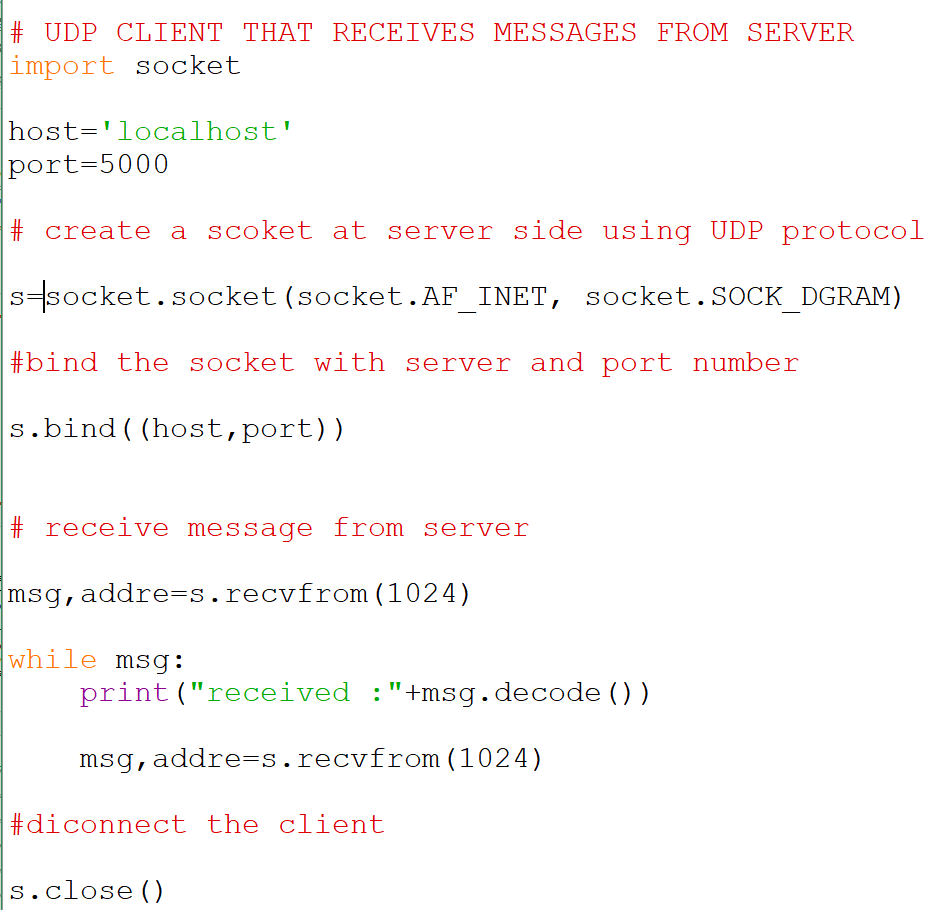 # UDP CLIENT THAT RECEIVES MESSAGES FROM SERVER
import socket
host='localhost'
port=5000
# create a scoket at server side using UDP protocol
s=socket.socket(socket.AF_INET, socket.SOCK_DGRAM)
#bind the socket with server and port number
s.bind((host,port))
# receive message from server
msg,addre=s.recvfrom(1024)
while msg:
    print("received :"+msg.decode())
    msg,addre=s.recvfrom(1024)
#diconnect the client
s.close()